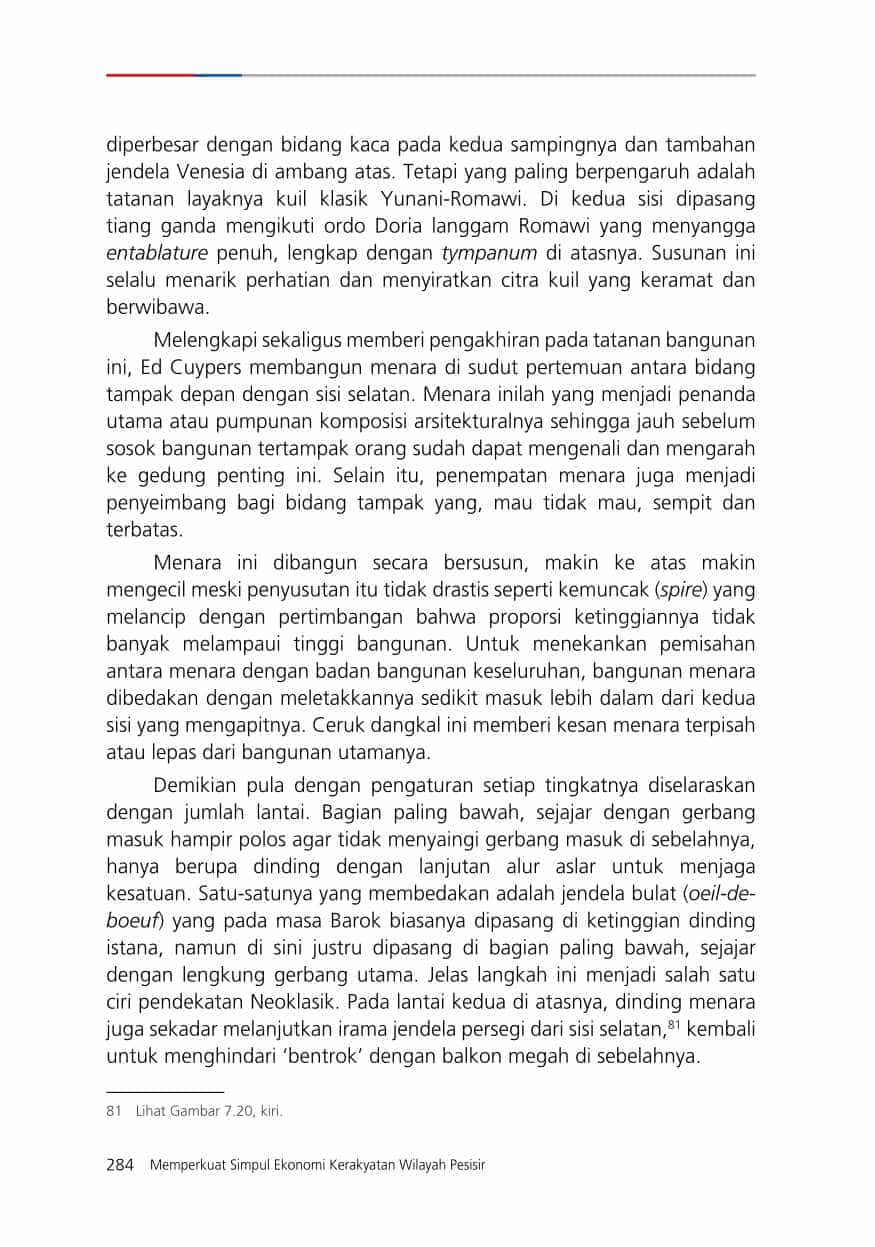 diperbesar dengan bidang kaca pada kedua sampingnya dan tambahan
jendela Venesia di ambang atas. Tetapi yang paling berpengaruh adalah
tatanan layaknya kuil klasik Yunani-Romawi. Di kedua sisi dipasang
tiang ganda mengikuti ordo Doria langgam Romawi yang menyangga
entablature penuh, lengkap dengan tympanum di atasnya. Susunan ini
selalu menarik perhatian dan menyiratkan citra kuil yang keramat dan
berwibawa.
Melengkapi sekaligus memberi pengakhiran pada tatanan bangunan
ini, Ed Cuypers membangun menara di sudut pertemuan antara bidang
tampak depan dengan sisi selatan. Menara inilah yang menjadi penanda
utama atau pumpunan komposisi arsitekturalnya sehingga jauh sebelum
sosok bangunan tertampak orang sudah dapat mengenali dan mengarah
ke gedung penting ini. Selain itu, penempatan menara juga menjadi
penyeimbang bagi bidang tampak yang, mau tidak mau, sempit dan
terbatas.
Menara ini dibangun secara bersusun, makin ke atas makin
mengecil meski penyusutan itu tidak drastis seperti kemuncak (spire) yang
melancip dengan pertimbangan bahwa proporsi ketinggiannya tidak
banyak melampaui tinggi bangunan. Untuk menekankan pemisahan
antara menara dengan badan bangunan keseluruhan, bangunan menara
dibedakan dengan meletakkannya sedikit masuk lebih dalam dari kedua
sisi yang mengapitnya. Ceruk dangkal ini memberi kesan menara terpisah
atau lepas dari bangunan utamanya.
Demikian pula dengan pengaturan setiap tingkatnya diselaraskan
dengan jumlah lantai. Bagian paling bawah, sejajar dengan gerbang
masuk hampir polos agar tidak menyaingi gerbang masuk di sebelahnya,
hanya berupa dinding dengan lanjutan alur aslar untuk menjaga
kesatuan. Satu-satunya yang membedakan adalah jendela bulat (oeil-de-
boeuf) yang pada masa Barok biasanya dipasang di ketinggian dinding
istana, namun di sini justru dipasang di bagian paling bawah, sejajar
dengan lengkung gerbang utama. Jelas langkah ini menjadi salah satu
ciri pendekatan Neoklasik. Pada lantai kedua di atasnya, dinding menara
juga sekadar melanjutkan irama jendela persegi dari sisi selatan,81 kembali
untuk menghindari ‘bentrok’ dengan balkon megah di sebelahnya.
81 Lihat Gambar 7.20, kiri.
284 Memperkuat Simpul Ekonomi Kerakyatan Wilayah Pesisir